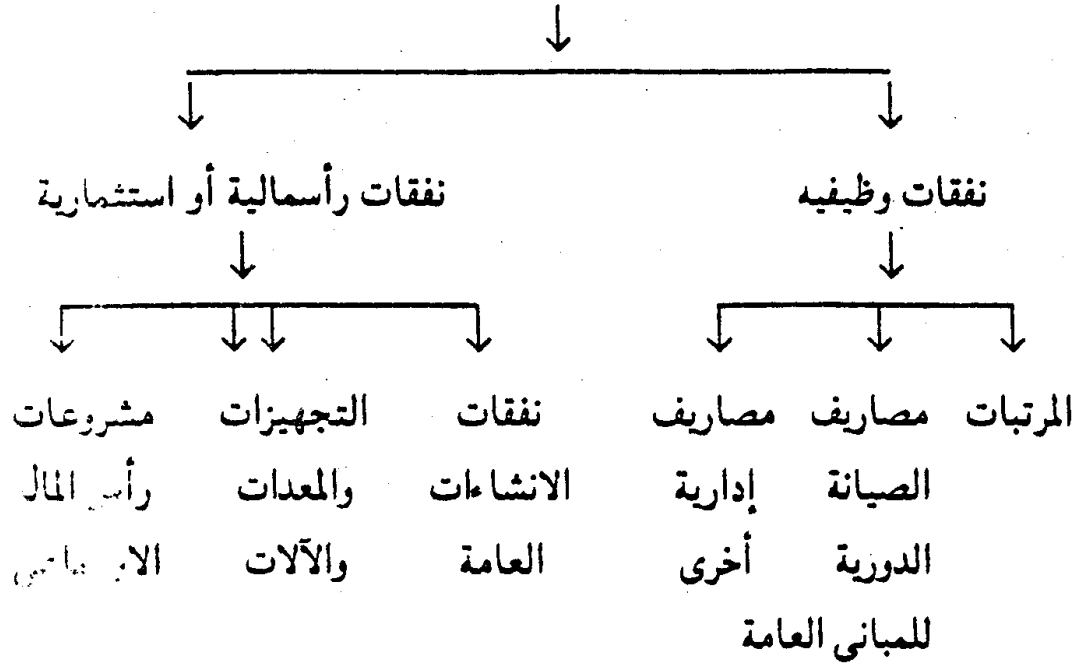 نفقات وظيفيه
نفقات رأسمالية أو استثمارية
المرتبات
مصاريف
الصيانة
الدورية
للمبانى العامة
مصاريف
إدارية
أخرى
نفقات
الانشاءات
العامة
التجهيزات
والمعدات
والآلات
مشروعات
رأس المال